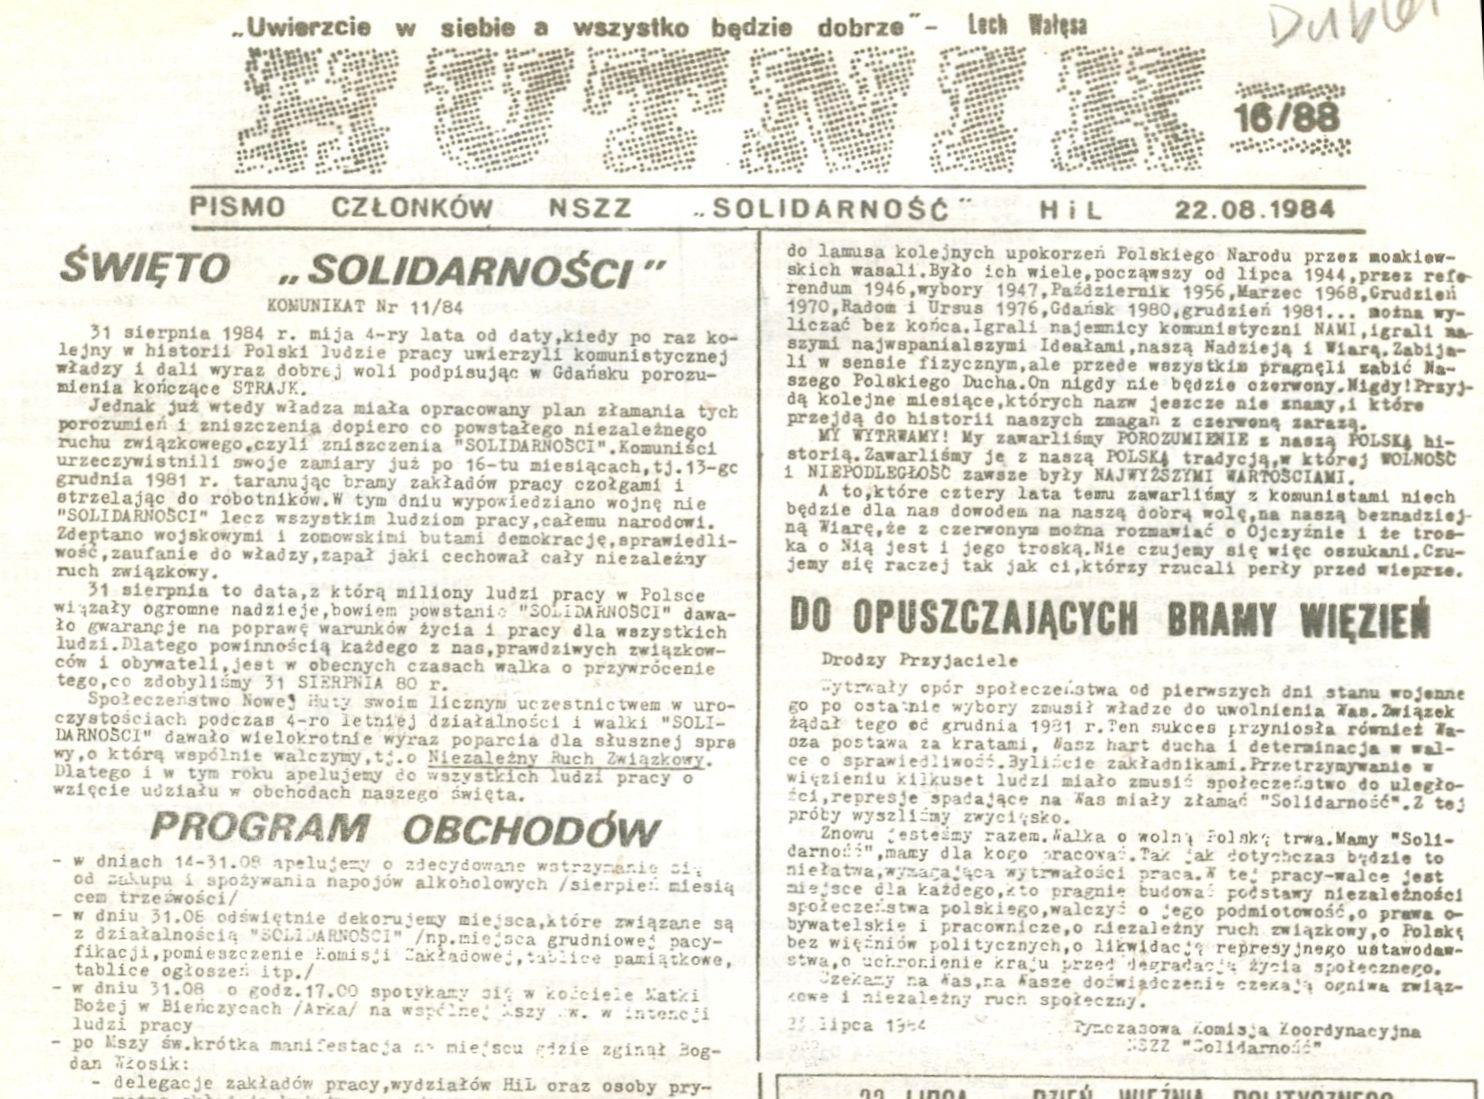 „Uwierzcie w siebie a wszystko będzie dobrze" - Lech Wałęsa
HUTNIK
16/88
PISMO CZŁONKÓW NSZZ „SOLIDARNOŚĆ" HiL 22.08.1984
ŚWIĘTO „SOLIDARNOŚCI"
KOMUNIKAT Nr 11/84
31 sierpnia 1984 r. mija 4-ry lata od daty,kiedy po raz ko-
lejny w historii Polski ludzie pracy uwierzyli komunistycznej
władzy i dali wyraz dobrej woli podpisując w Gdańsku porozu-
mienia kończące STRAJK.
Jednak już wtedy władza miała opracowany plan złamania tych
porozumień i zniszczenia dopiero co powstałego niezależnego
ruchu związkowego,czyli zniszczenia "SOLIDARNOŚCI".Komuniści
urzeczywistnili swoje zamiary już po 16-tu miesiącach,tj.13-go
grudnia 1981 r. taranując bramy zakładów pracy czołgami i
strzelając do robotników.W tym dniu wypowiedziano wojnę nie
"SOLIDARNOŚCI" lecz wszystkim ludziom pracy,całemu narodowi.
Zdeptano wojskowymi i zomowskimi butami demokrację,sprawiedli-
wość,zaufanie do władzy,zapał jaki cechował cały niezależny
ruch związkowy.
31 sierpnia to data,z którą miliony ludzi pracy w Polsce
wiązały ogromne nadzieje,bowiem powstanie "SOLIDARNOŚCI" dawa-
ło gwarancje na poprawę warunków życia i pracy dla wszystkich
ludzi.Dlatego powinnością każdego z nas,prawdziwych związkow-
ców i obywateli,jest w obecnych czasach walka o przywrócenie
tego,co zdobyliśmy 31 SIERPNIA 80 r.
Społeczeństwo Nowej Huty swoim licznym uczestnictwem w uro-
czystościach podczas 4-ro letniej działalności i walki "SOLI-
DARNOŚCI" dawało wielokrotnie wyraz poparcia dla słusznej spra
wy,o którą wspólnie walczymy,tj.o Niezależny Ruch Związkowy.
Dlatego i w tym roku apelujemy do wszystkich ludzi pracy o
wzięcie udziału w obchodach naszego święta.
PROGRAM OBCHODÓW
- w dniach 14-31.08 apelujemy o zdecydowane wstrzymanie się
od zakupu i spożywania napojów alkoholowych /sierpień miesią
cem trzeźwości/
- w dniu 31.08 odświętnie dekorujemy miejsca,które związane są
z działalnością "SOLIDARNOŚCI" /np.miejsca grudniowej pacy-
fikacji,pomieszczenie Komisji Zakładowej,tablice pamiątkowe,
tablice ogłoszeń itp./
- w dniu 31.08 o godz.17.00 spotykamy się w kościele Matki
Bożej w Bieńczycach /Arka/ na wspólnej Mszy św. w intencji
ludzi pracy
- po Mszy św.krótka manifestacja na miejscu gdzie zginął Bog-
dan Włosik:
- delegacje zakładów pracy,wydziałów HiL oraz osoby pry-
do lamusa kolejnych upokorzeń Polskiego Narodu przez moskiew-
skich wasali.Było ich wiele,począwszy od lipca 1944,przez refe-
rendum 1946,wybory 1947,Październik 1956,Marzec 1968,Grudzień
1970,Radom i Ursus 1976,Gdańsk 1980,grudzień 1981... można wy-
liczać bez końca.Igrali najemnicy komunistyczni NAMI,igrali na-
szymi najwspanialszymi Ideałami,naszą Nadzieją i Wiarą.Zabija-
li w sensie fizycznym,ale przede wszystkim pragnęli zabić Na-
szego Polskiego Ducha.On nigdy nie będzie czerwony.Nigdy!Przyj-
dą kolejne miesiące,których nazw jeszcze nie znamy,i które
przejdą do historii naszych zmagań z czerwoną zarazą.
MY WYTRWAMY! My zawarliśmy POROZUMIENIE z naszą POLSKĄ hi-
storią.Zawarliśmy je z naszą POLSKĄ tradycją,w której WOLNOŚĆ
i NIEPODLEGŁOŚĆ zawsze były NAJWYŻSZYMI WARTOŚCIAMI.
A to,które cztery lata temu zawarliśmy z komunistami niech
będzie dla nas dowodem na naszą dobrą wolę,na naszą beznadziej-
ną Wiarę,że z czerwonym można rozmawiać o Ojczyźnie i że tros-
ka o Nią jest i jego troską.Nie czujemy się więc oszukani.Czu-
jemy się raczej tak jak ci,którzy rzucali perły przed wieprze.
DO OPUSZCZAJĄCYCH BRAMY WIĘZIEŃ
Drodzy Przyjaciele
Wytrwały opór społeczeństwa od pierwszych dni stanu wojenne
go po ostatnie wybory zmusił władze do uwolnienia Was.Związek
żądał tego od grudnia 1981 r.Ten sukces przyniosła również Wa-
sza postawa za kratami, Wasz hart ducha i determinacja w wal-
ce o sprawiedliwość.Byliście zakładnikami.Przetrzymywanie w
więzieniu kilkuset ludzi miało zmusić społeczeństwo do uległo-
ści,represje spadające na Was miały złamać "Solidarność".Z tej
próby wyszliśmy zwycięsko.
Znowu jesteśmy razem.Walka o wolną Polskę trwa.Mamy "Soli-
darność",mamy dla kogo pracować.Tak jak dotychczas będzie to
niełatwa,wymagająca wytrwałości praca.W tej pracy-walce jest
miejsce dla każdego,kto pragnie budować podstawy niezależności
społeczeństwa polskiego,walczyć o jego podmiotowość,o prawa o-
bywatelskie i pracownicze,o niezależny ruch związkowy,o Polskę
bez więźniów politycznych,o likwidację represyjnego ustawodaw-
stwa,o uchronienie kraju przed degradacją życia społecznego.
Czekamy na Was,na Wasze doświadczenie czekają ogniwa związ-
kowe i niezależny ruch społeczny.
lipca 1984 Tymczasowa Komisja Koordynacyjna
NSZZ "Solidarność"
22 LIPCA - DZIEŃ WIĘŹNIA POLITYCZNEGO